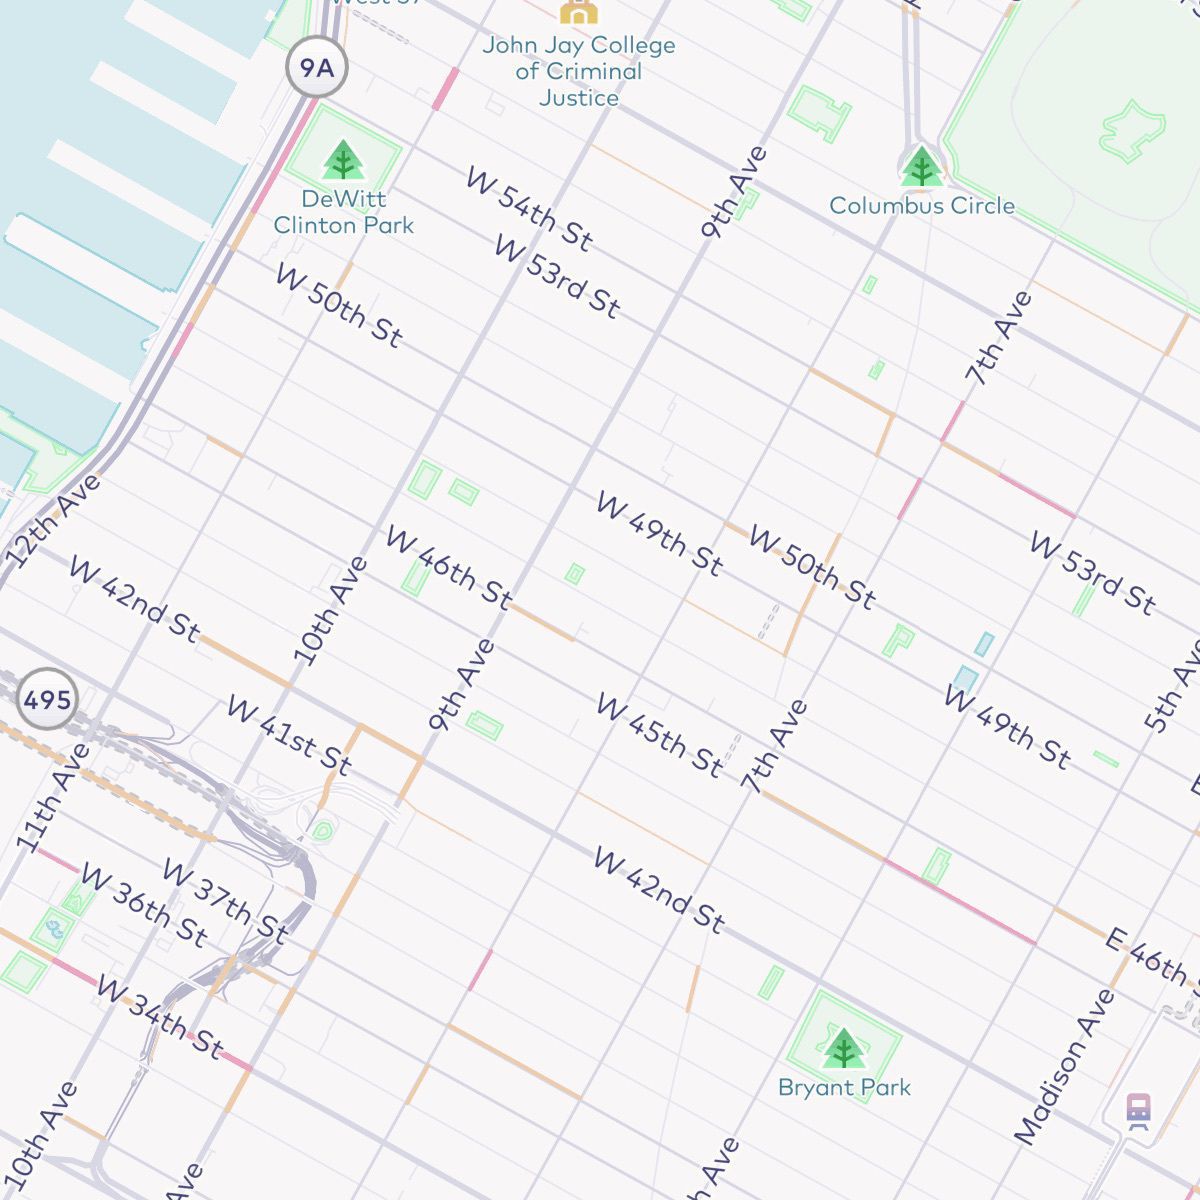 9A
John Jay College
of Criminal
Justice
DeWitt
Clinton Park
W 54th St
9th Ave
Columbus Circle
W 53rd St
W 50th St
7th Ave
12th Ave
W 49th St
W 50th St
W 53rd St
W 46th St
W 42nd St
10th Ave
495
9th Ave
5th Ave
W 41st St
W 45th St
W 49th St
7th Ave
11th Ave
W 37th St
W 36th St
W 42nd St
E 46th S
W 34th St
Madison Ave
Bryant Park
10th Ave
Ave
h Ave